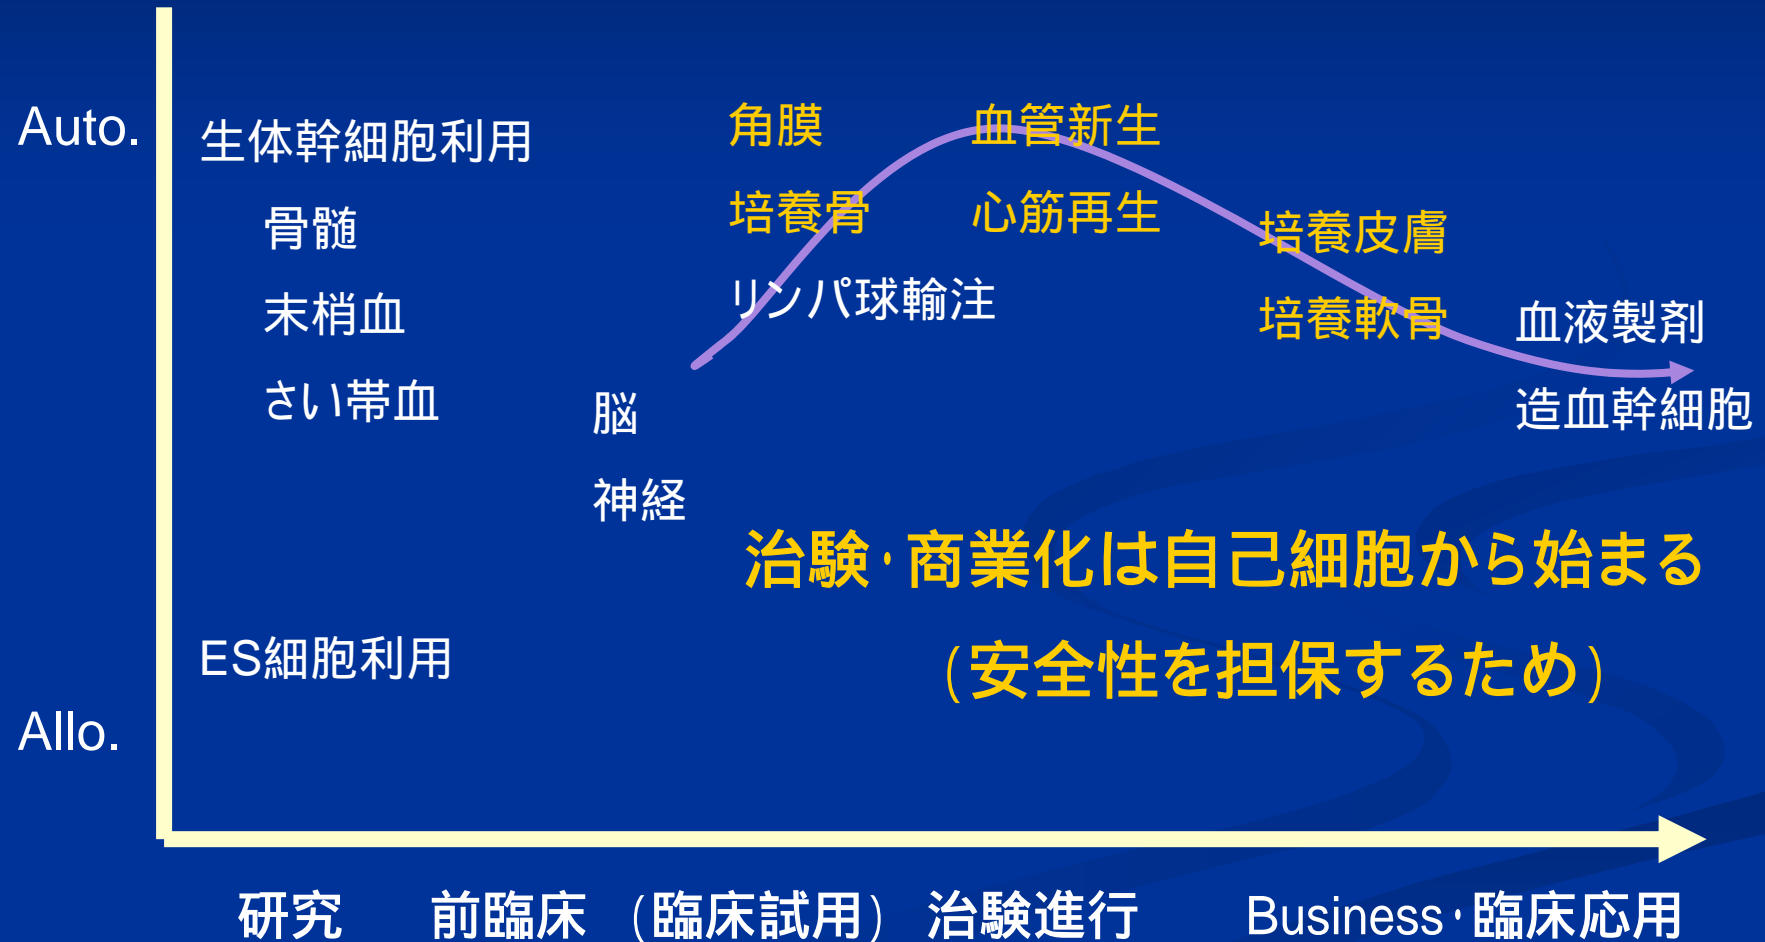 Auto.
生体幹細胞利用
骨髄
末梢血
さい帯血
脳
神経
角膜
培養骨
リンパ球輸注
血管新生
心筋再生
培養皮膚
培養軟骨
血液製剤
造血幹細胞
治験・商業化は自己細胞から始まる
(安全性を担保するため)
ES細胞利用
Allo.
研究 前臨床 (臨床試用) 治験進行 Business・臨床応用